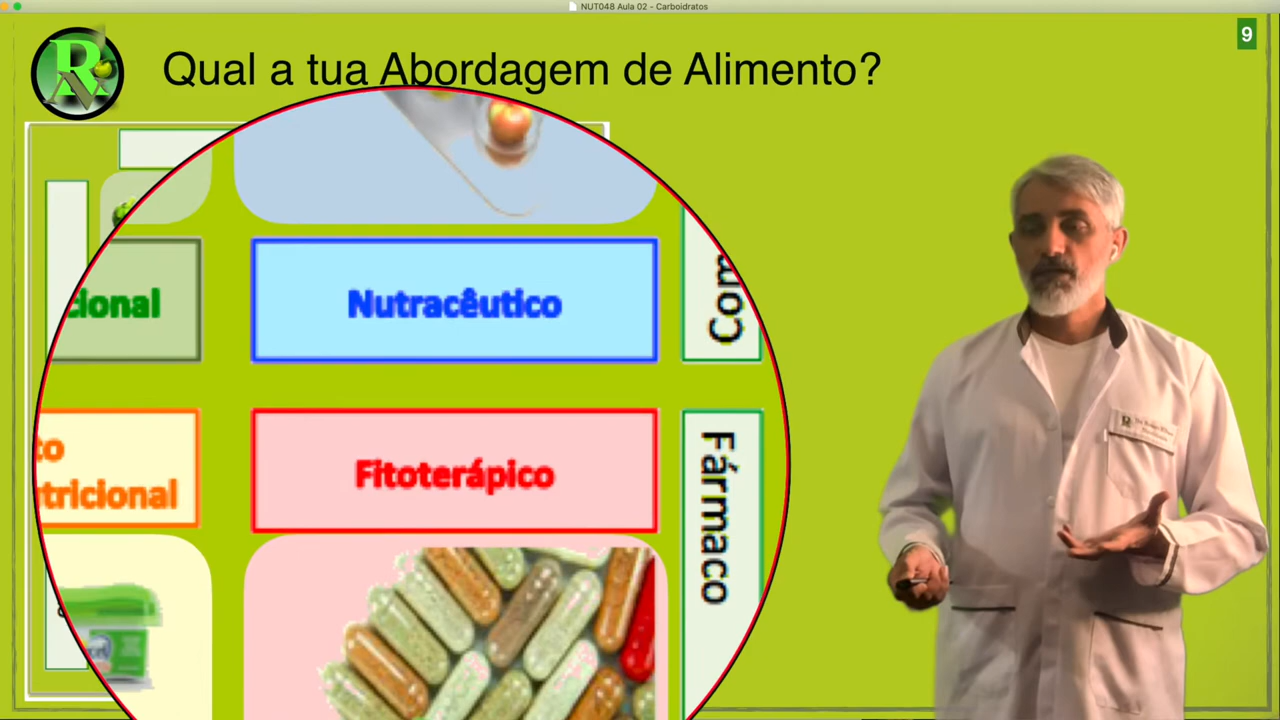 NUT048 Aula 02 - Carboidratos
9
Qual a tua Abordagem de Alimento?
cional
Nutracêutico
Com
to
tricional
Fitoterápico
Fármaco